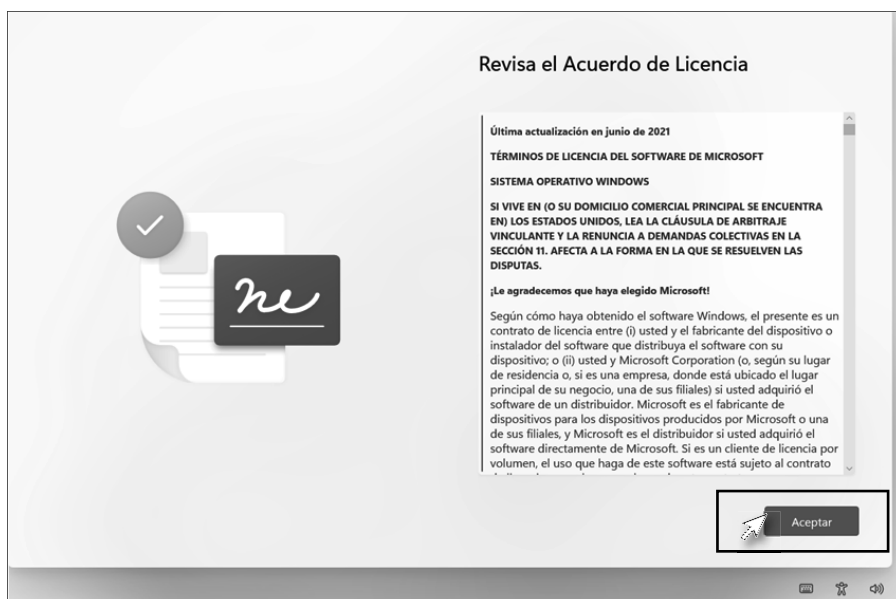 Revisa el Acuerdo de Licencia
Última actualización en junio de 2021
TÉRMINOS DE LICENCIA DEL SOFTWARE DE MICROSOFT
SISTEMA OPERATIVO WINDOWS
SI VIVE EN (O SU DOMICILIO COMERCIAL PRINCIPAL SE ENCUENTRA
EN) LOS ESTADOS UNIDOS, LEA LA CLÁUSULA DE ARBITRAJE
VINCULANTE Y LA RENUNCIA A DEMANDAS COLECTIVAS EN LA
SECCIÓN 11. AFECTA A LA FORMA EN LA QUE SE RESUELVEN LAS
DISPUTAS.
¡Le agradecemos que haya elegido Microsoft!
Según cómo haya obtenido el software Windows, el presente es un
contrato de licencia entre (i) usted y el fabricante del dispositivo o
instalador del software que distribuya el software con su
dispositivo; o (ii) usted y Microsoft Corporation (o, según su lugar
de residencia o, si es una empresa, donde está ubicado el lugar
principal de su negocio, una de sus filiales) si usted adquirió el
software de un distribuidor. Microsoft es el fabricante de
dispositivos para los dispositivos producidos por Microsoft o una
de sus filiales, y Microsoft es el distribuidor si usted adquirió el
software directamente de Microsoft. Si es un cliente de licencia por
volumen, el uso que haga de este software está sujeto al contrato
Aceptar